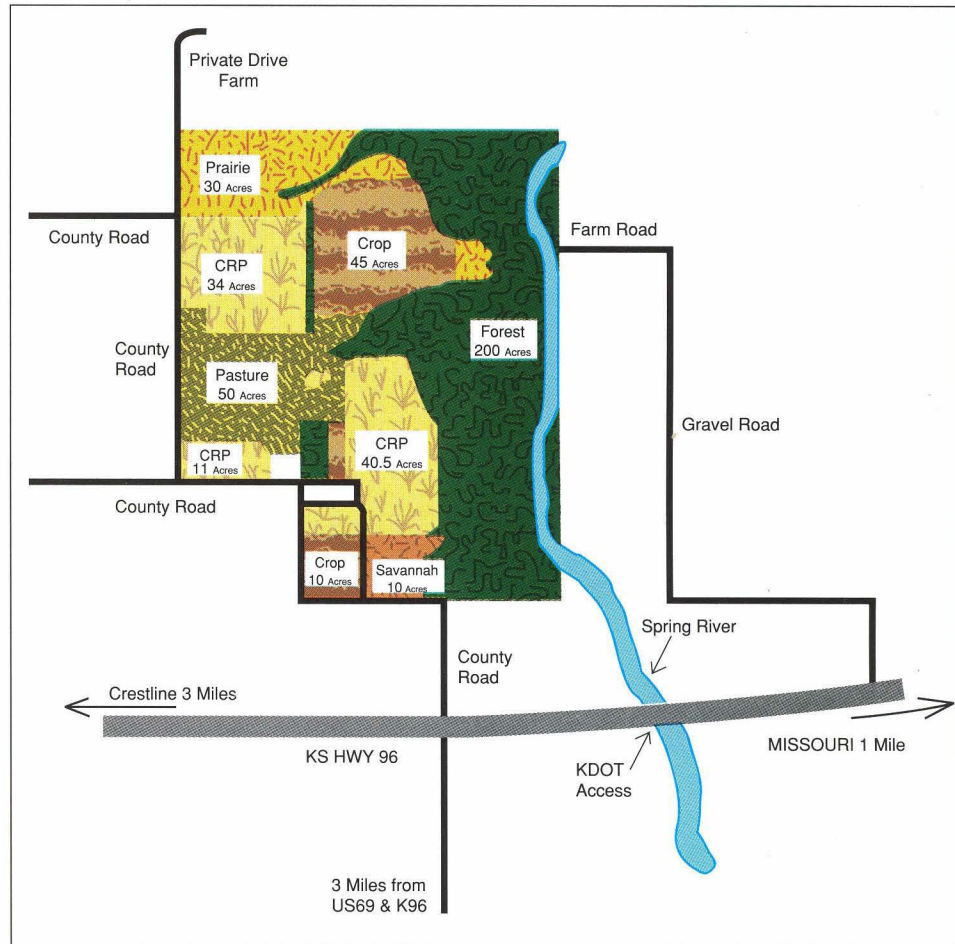 Private Drive
Farm
Prairie
30 Acres
County Road
CRP
34 Acres
Crop
45 Acres
Farm Road
County
Road
Forest
200 Acres
Pasture
50 Acres
Gravel Road
CRP
11 Acres
CRP
40.5 Acres
County Road
Crop
10 Acres
Savannah
10 Acres
Spring River
County
Road
Crestline 3 Miles
KS HWY 96
MISSOURI 1 Mile
KDOT
Access
3 Miles from
US69 & K96